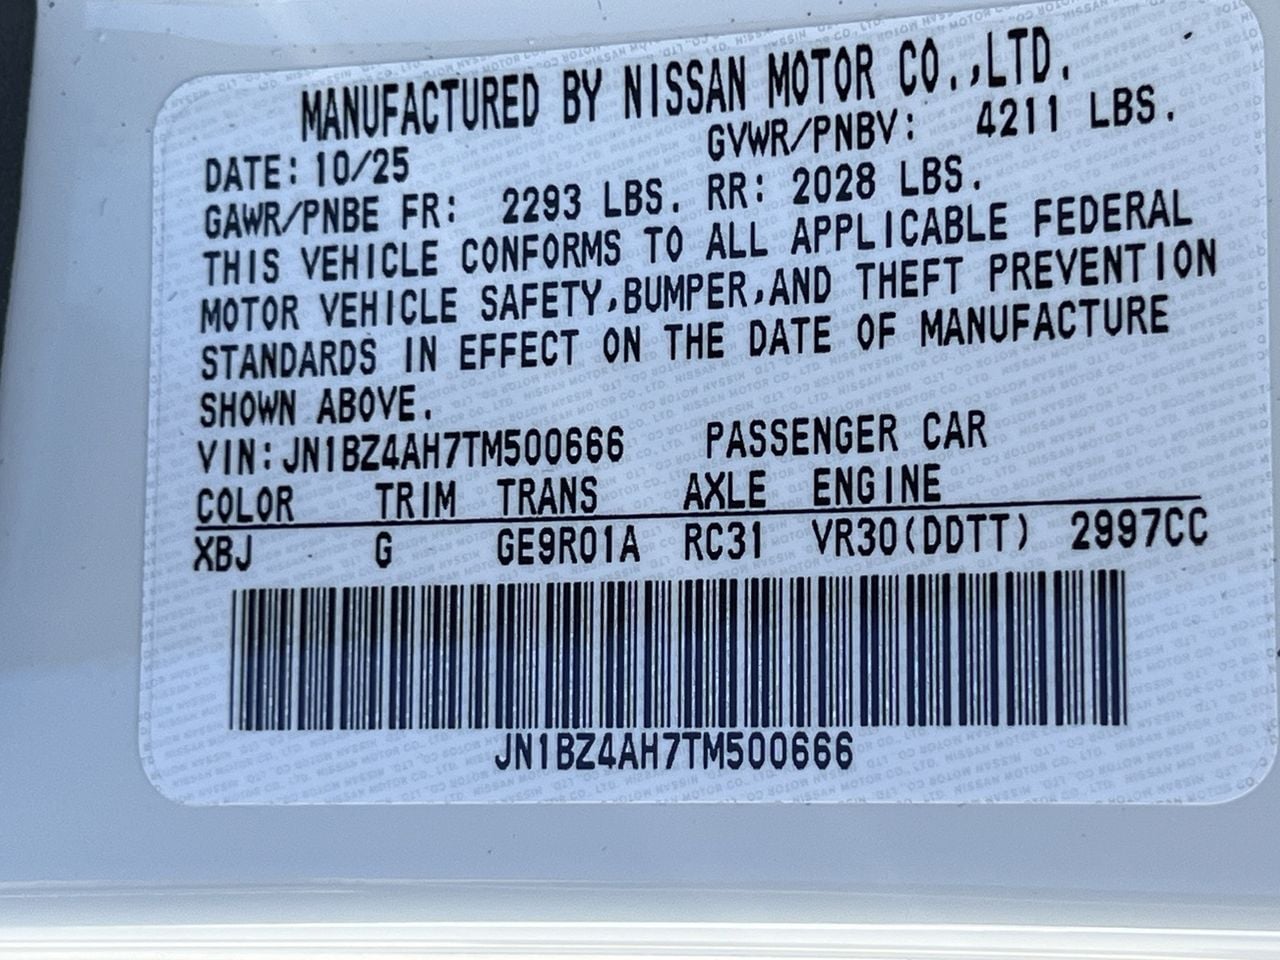 MANUFACTURED BY NISSAN MOTOR CO.,LTD.
DATE: 10/25 GVWR/PNBV: 4211 LBS.
GAWR/PNBE FR: 2293 LBS. RR: 2028 LBS.
THIS VEHICLE CONFORMS TO ALL APPLICABLE FEDERAL
MOTOR VEHICLE SAFETY,BUMPER,AND THEFT PREVENTION
STANDARDS IN EFFECT ON THE DATE OF MANUFACTURE
SHOWN ABOVE.
VIN:JN1BZ4AH7TM500666 PASSENGER CAR
COLOR TRIM TRANS AXLE ENGINE
XBJ G GE9R01A RC31 VR30(DDTT) 2997CC
JN1BZ4AH7TM500666